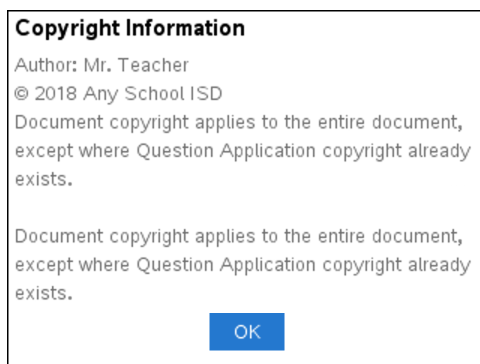 Copyright Information
Author: Mr. Teacher
© 2018 Any School ISD
Document copyright applies to the entire document,
except where Question Application copyright already
exists.
Document copyright applies to the entire document,
except where Question Application copyright already
exists.
OK